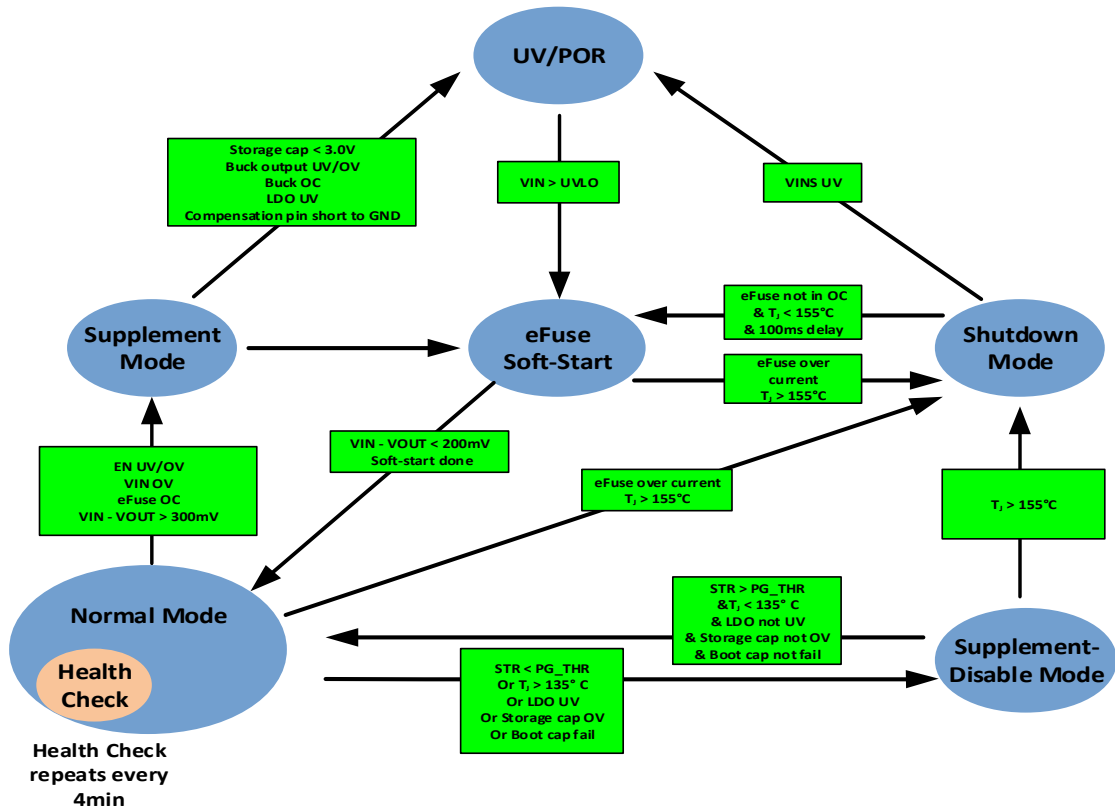 UV/POR
Storage cap < 3.0V
Buck output UV/OV
Buck OC
LDO UV
Compensation pin short to GND
VIN > UVLO
VINS UV
Supplement
Mode
eFuse
Soft-Start
eFuse not in OC
& TJ < 155°C
& 100ms delay
Shutdown
Mode
eFuse over
current
TJ > 155°C
EN UV/OV
VIN OV
eFuse OC
VIN - VOUT > 300mV
VIN - VOUT < 200mV
Soft-start done
eFuse over current
TJ > 155°C
TJ > 155°C
Normal Mode
Health
Check
STR > PG_THR
&TJ < 135° C
& LDO not UV
& Storage cap not OV
& Boot cap not fail
STR < PG_THR
Or TJ > 135° C
Or LDO UV
Or Storage cap OV
Or Boot cap fail
Supplement-
Disable Mode
Health Check
repeats every
4min